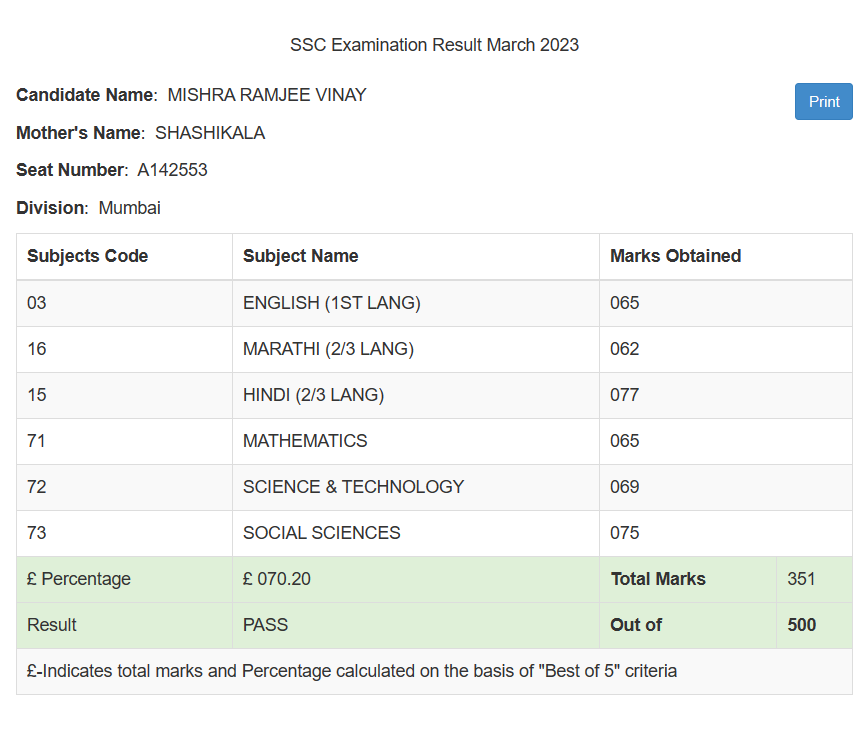 SSC Examination Result March 2023
Candidate Name: MISHRA RAMJEE VINAY
Print
Mother's Name: SHASHIKALA
Seat Number: A142553
Division: Mumbai
Subjects Code Subject Name Marks Obtained
03 ENGLISH (1ST LANG) 065
16 MARATHI (2/3 LANG) 062
15 HINDI (2/3 LANG) 077
71 MATHEMATICS 065
72 SCIENCE & TECHNOLOGY 069
73 SOCIAL SCIENCES 075
£ Percentage £ 070.20 Total Marks 351
Result PASS Out of 500
£-Indicates total marks and Percentage calculated on the basis of "Best of 5" criteria